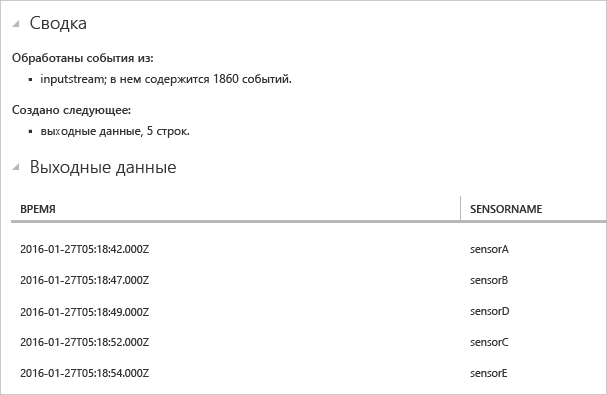 Сводка
Обработаны события из:
▪ inputstream; в нем содержится 1860 событий.
Создано следующее:
▪ выходные данные, 5 строк.
Выходные данные
ВРЕМЯ SENSORNAME
2016-01-27T05:18:42.000Z sensorA
2016-01-27T05:18:47.000Z sensorB
2016-01-27T05:18:49.000Z sensorD
2016-01-27T05:18:52.000Z sensorC
2016-01-27T05:18:54.000Z sensorE